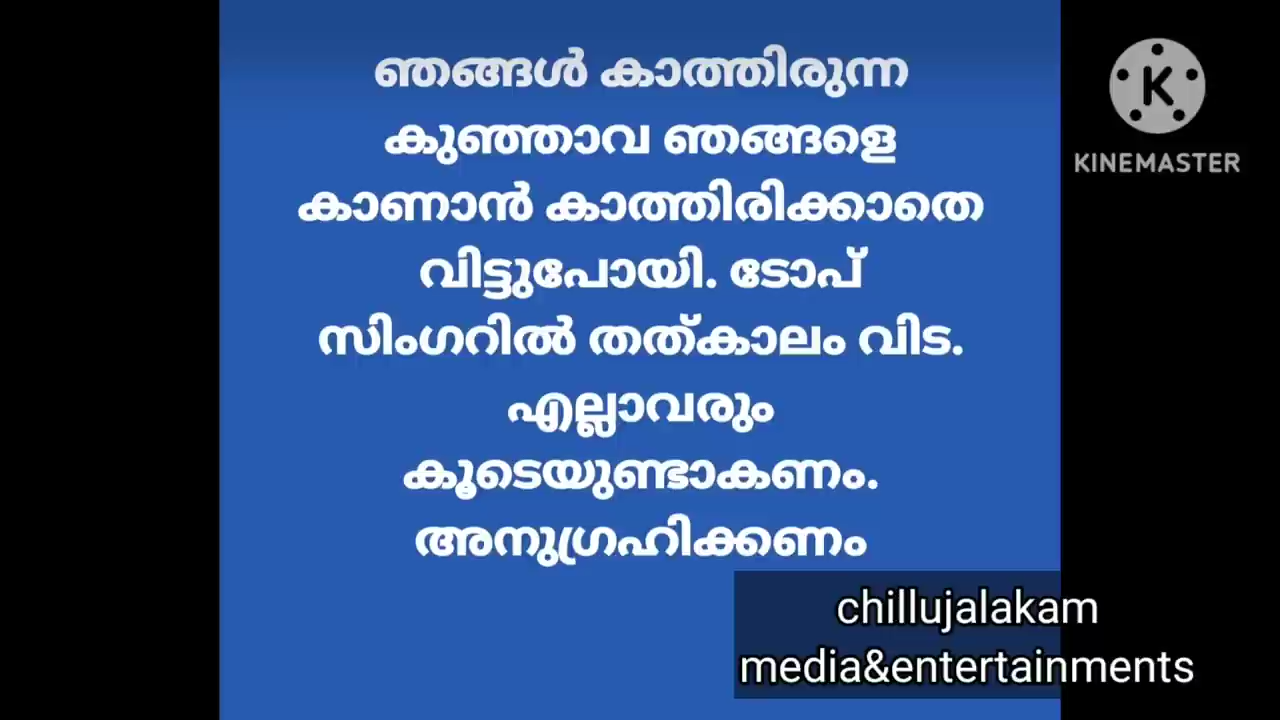 ഞങ്ങൾ കാത്തിരുന്ന
കുഞ്ഞാവ ഞങ്ങളെ
കാണാൻ കാത്തിരിക്കാതെ
വിട്ടുപോയി. ടോപ്
സിംഗറിൽ തത്കാലം വിട.
എല്ലാവരും
കൂടെയുണ്ടാകണം.
അനുഗ്രഹിക്കണം
K
KINEMASTER
chillujalakam
media&entertainments